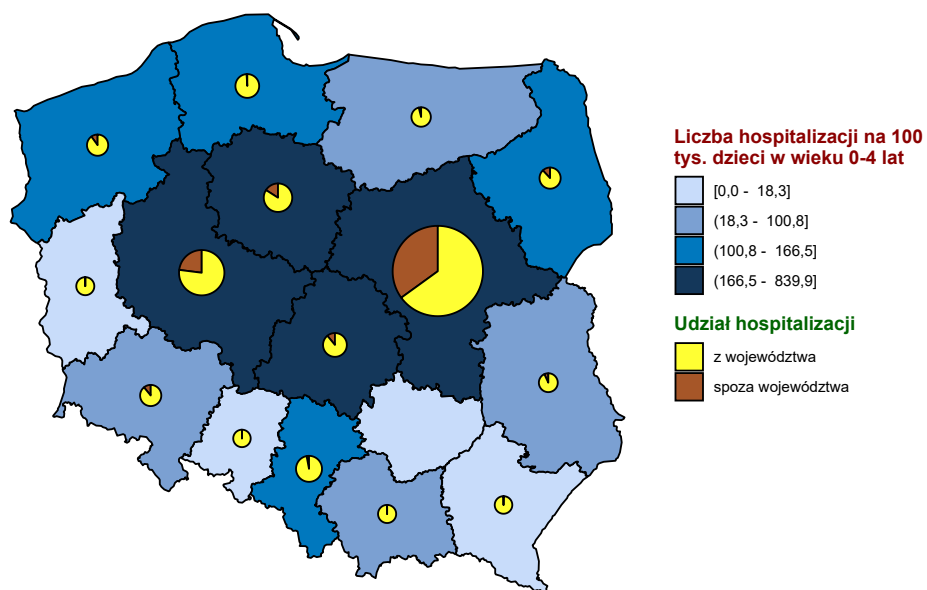 Liczba hospitalizacji na 100
tys. dzieci w wieku 0-4 lat
[0,0 - 18,3]
(18,3 - 100,8]
(100,8 - 166,5]
(166,5 - 839,9]
Udział hospitalizacji
z województwa
spoza województwa